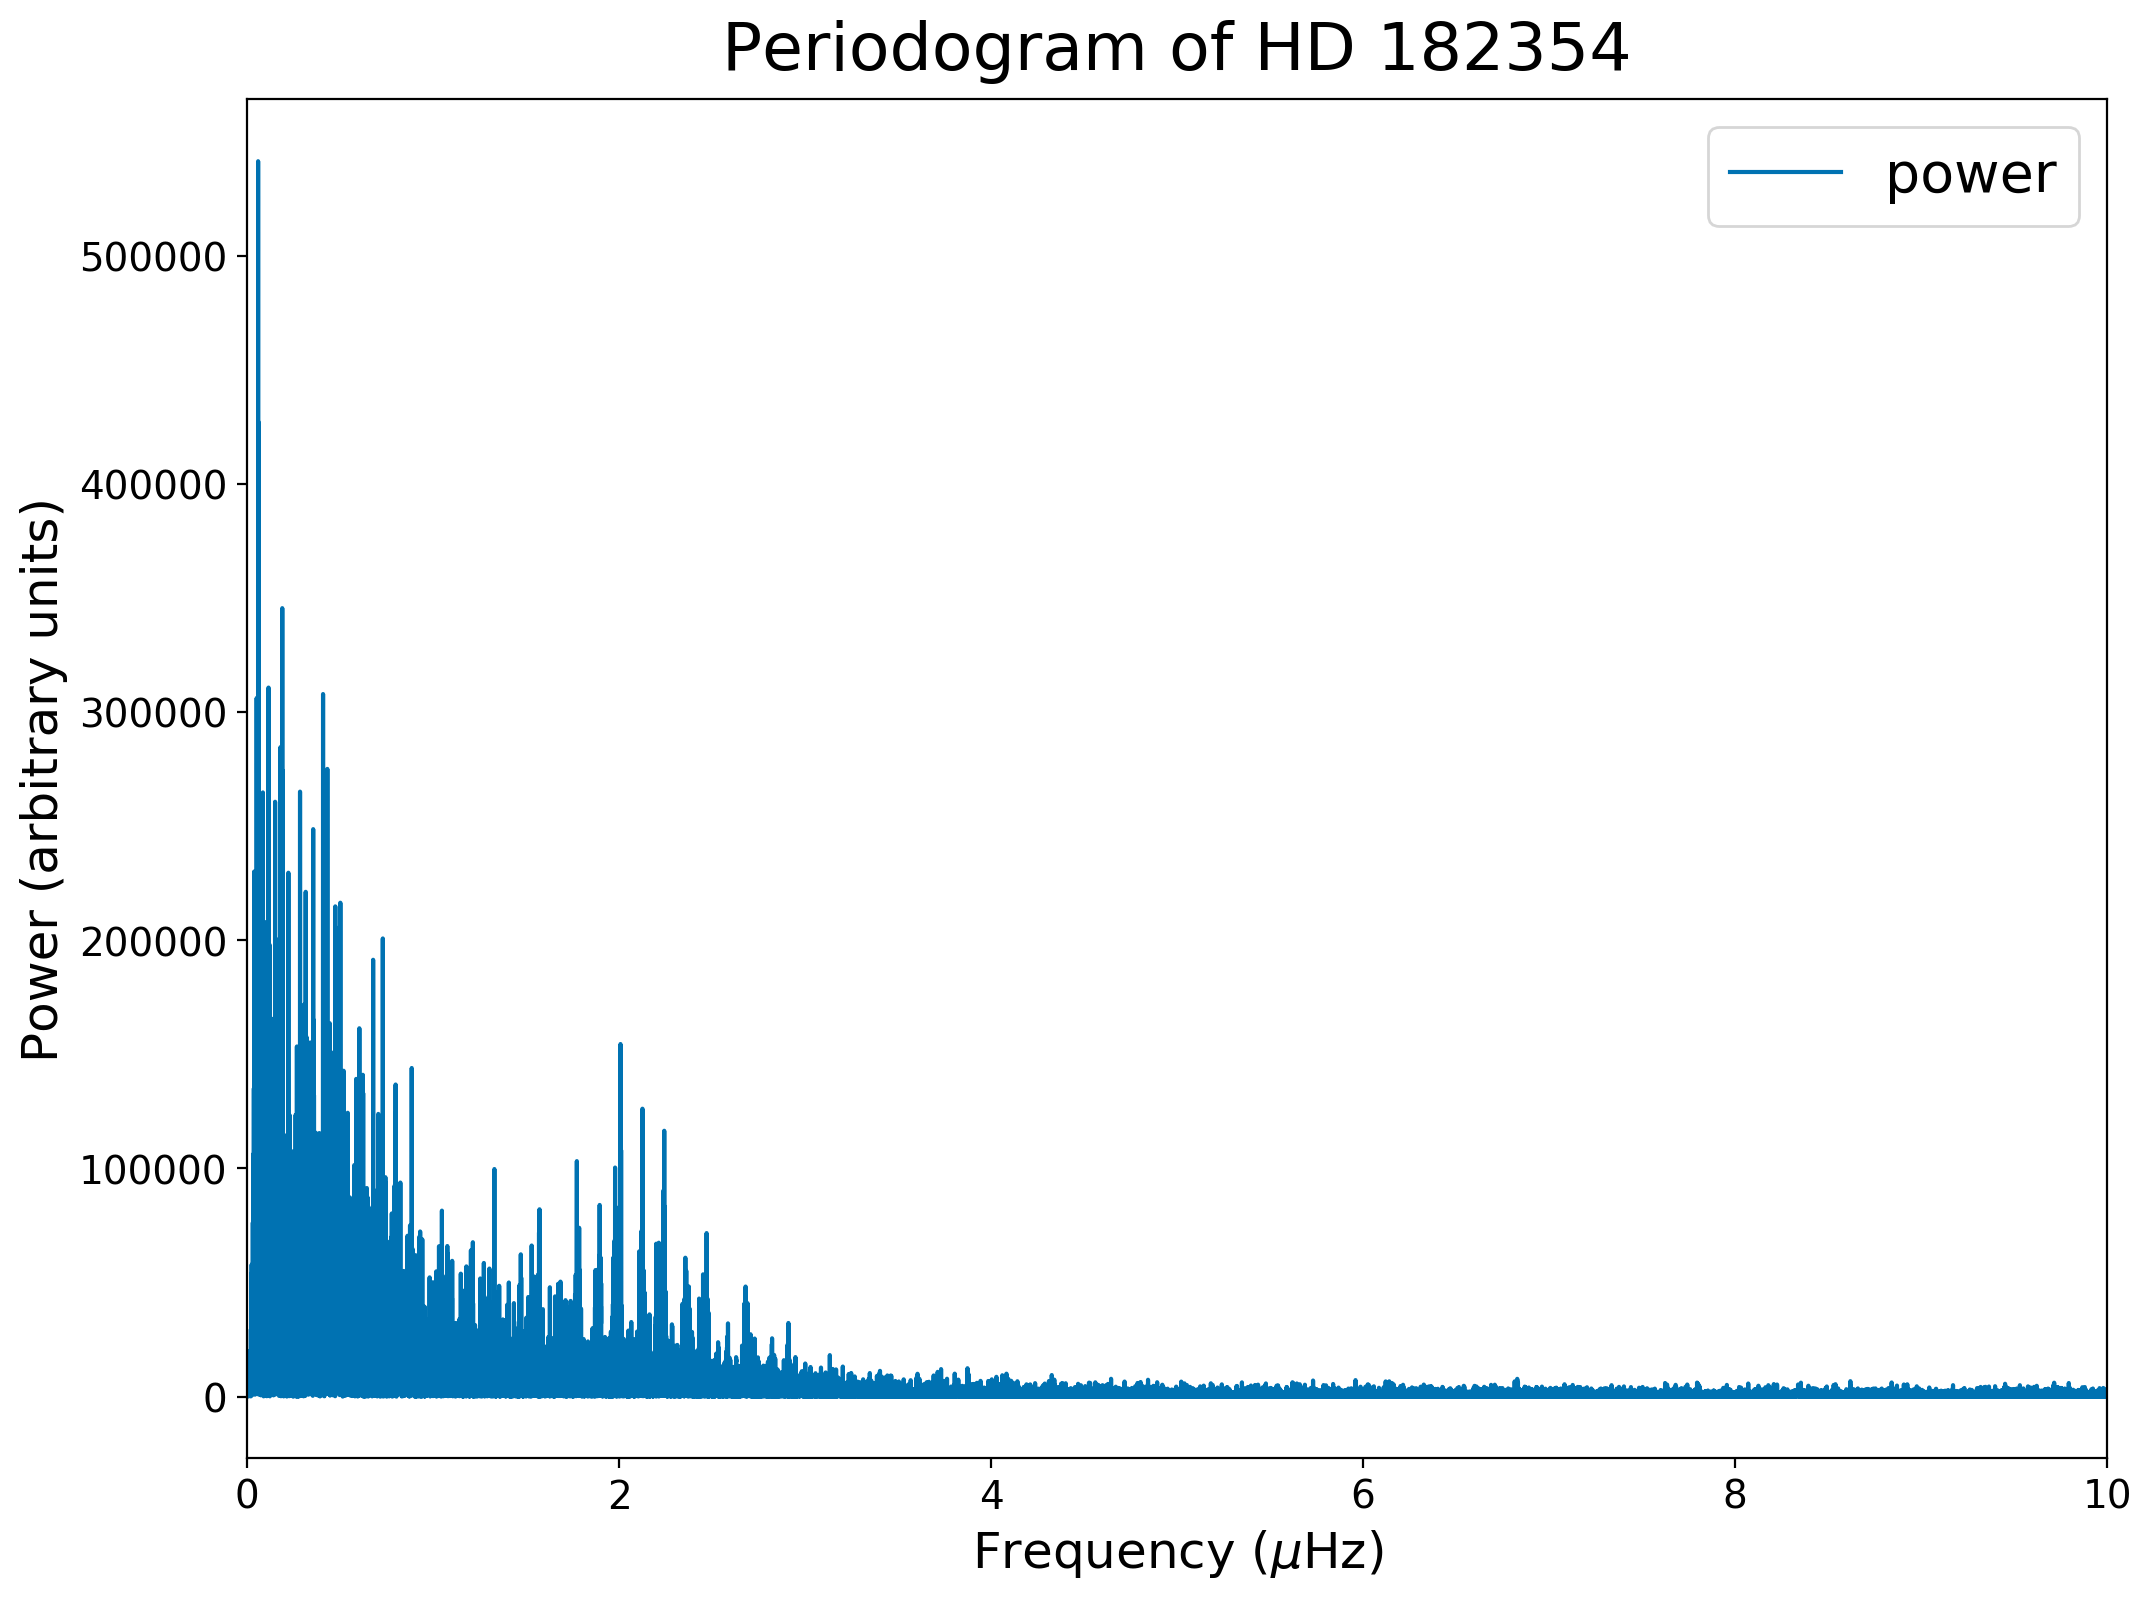 Periodogram of HD 182354
power
Power (arbitrary units)
500000
400000
300000
200000
100000
0
0 2 4 6 8 10
Frequency (μHz)